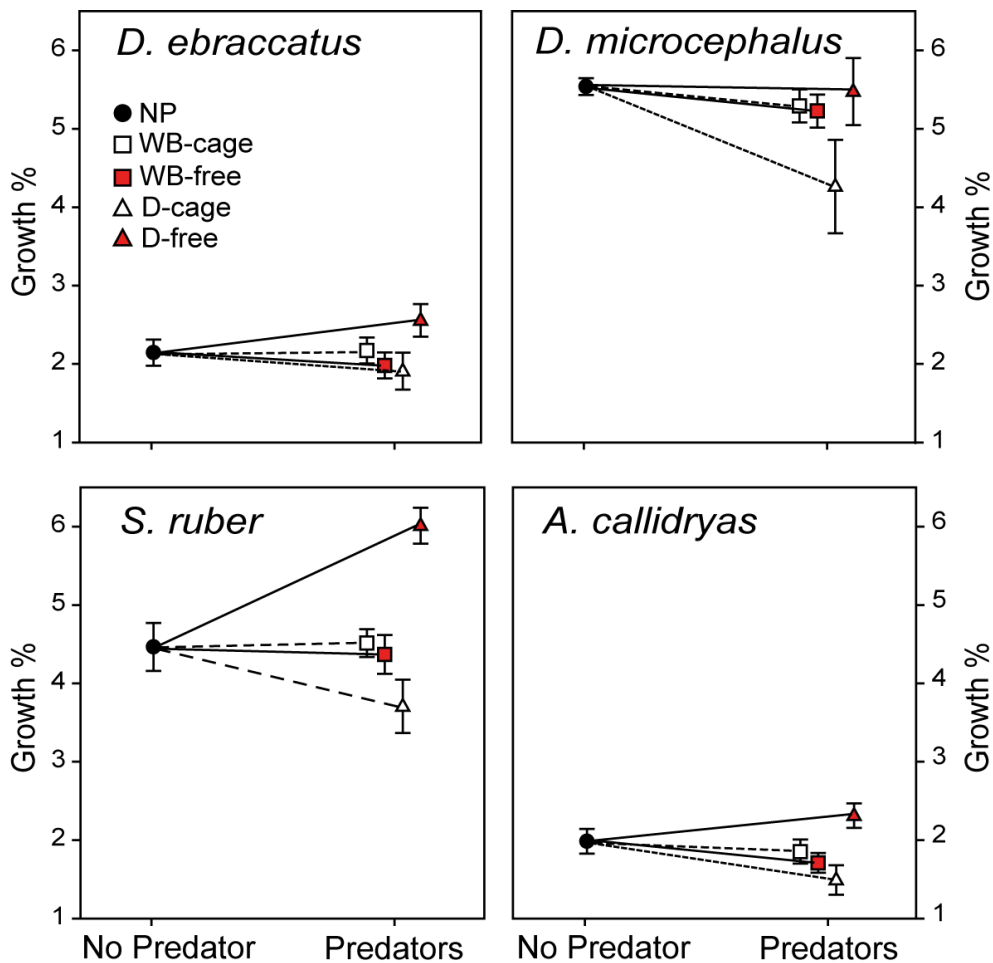 D. ebraccatus
D. microcephalus
6
5
4
3
2
1
Growth %
NP
WB-cage
WB-free
D-cage
D-free
6
5
4
3
2
1
Growth %
S. ruber
A. callidryas
6
5
4
3
2
1
Growth %
6
5
4
3
2
1
Growth %
No Predator
Predators
No Predator
Predators